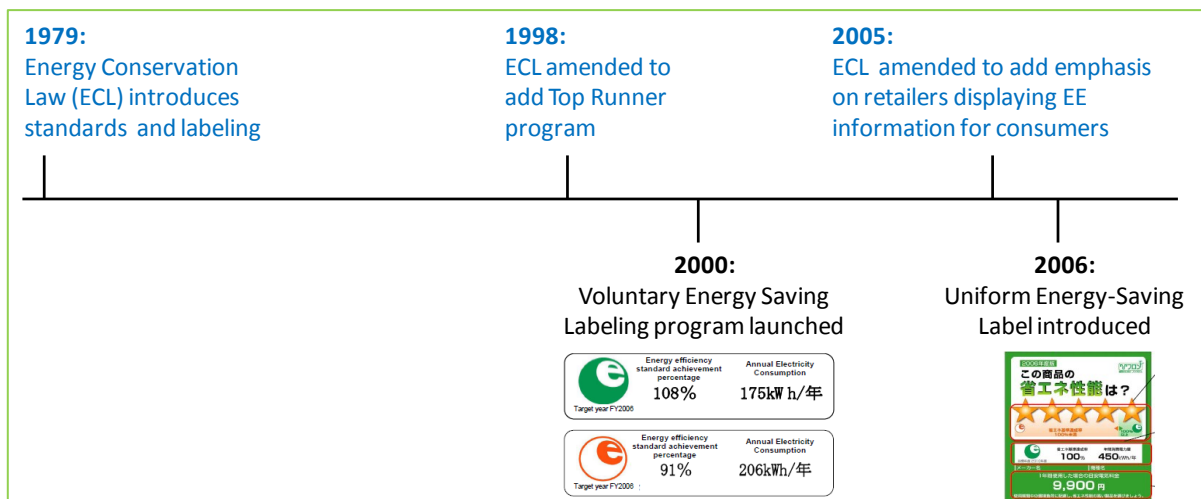 1979:
Energy Conservation
Law (ECL) introduces
standards and labeling
1998:
ECL amended to
add Top Runner
program
2005:
ECL amended to add emphasis
on retailers displaying EE
information for consumers
2000:
Voluntary Energy Saving
Labeling program launched
Energy efficiency
standard achievement
percentage
108%
Annual Electricity
Consumption
175kWh/年
Target year FY2006
Energy efficiency
standard achievement
percentage
91%
Annual Electricity
Consumption
206kWh/年
Target year FY2006
2006:
Uniform Energy-Saving
Label introduced
この商品の
省エネ性能は?
100%
450kWh/年
9,900円